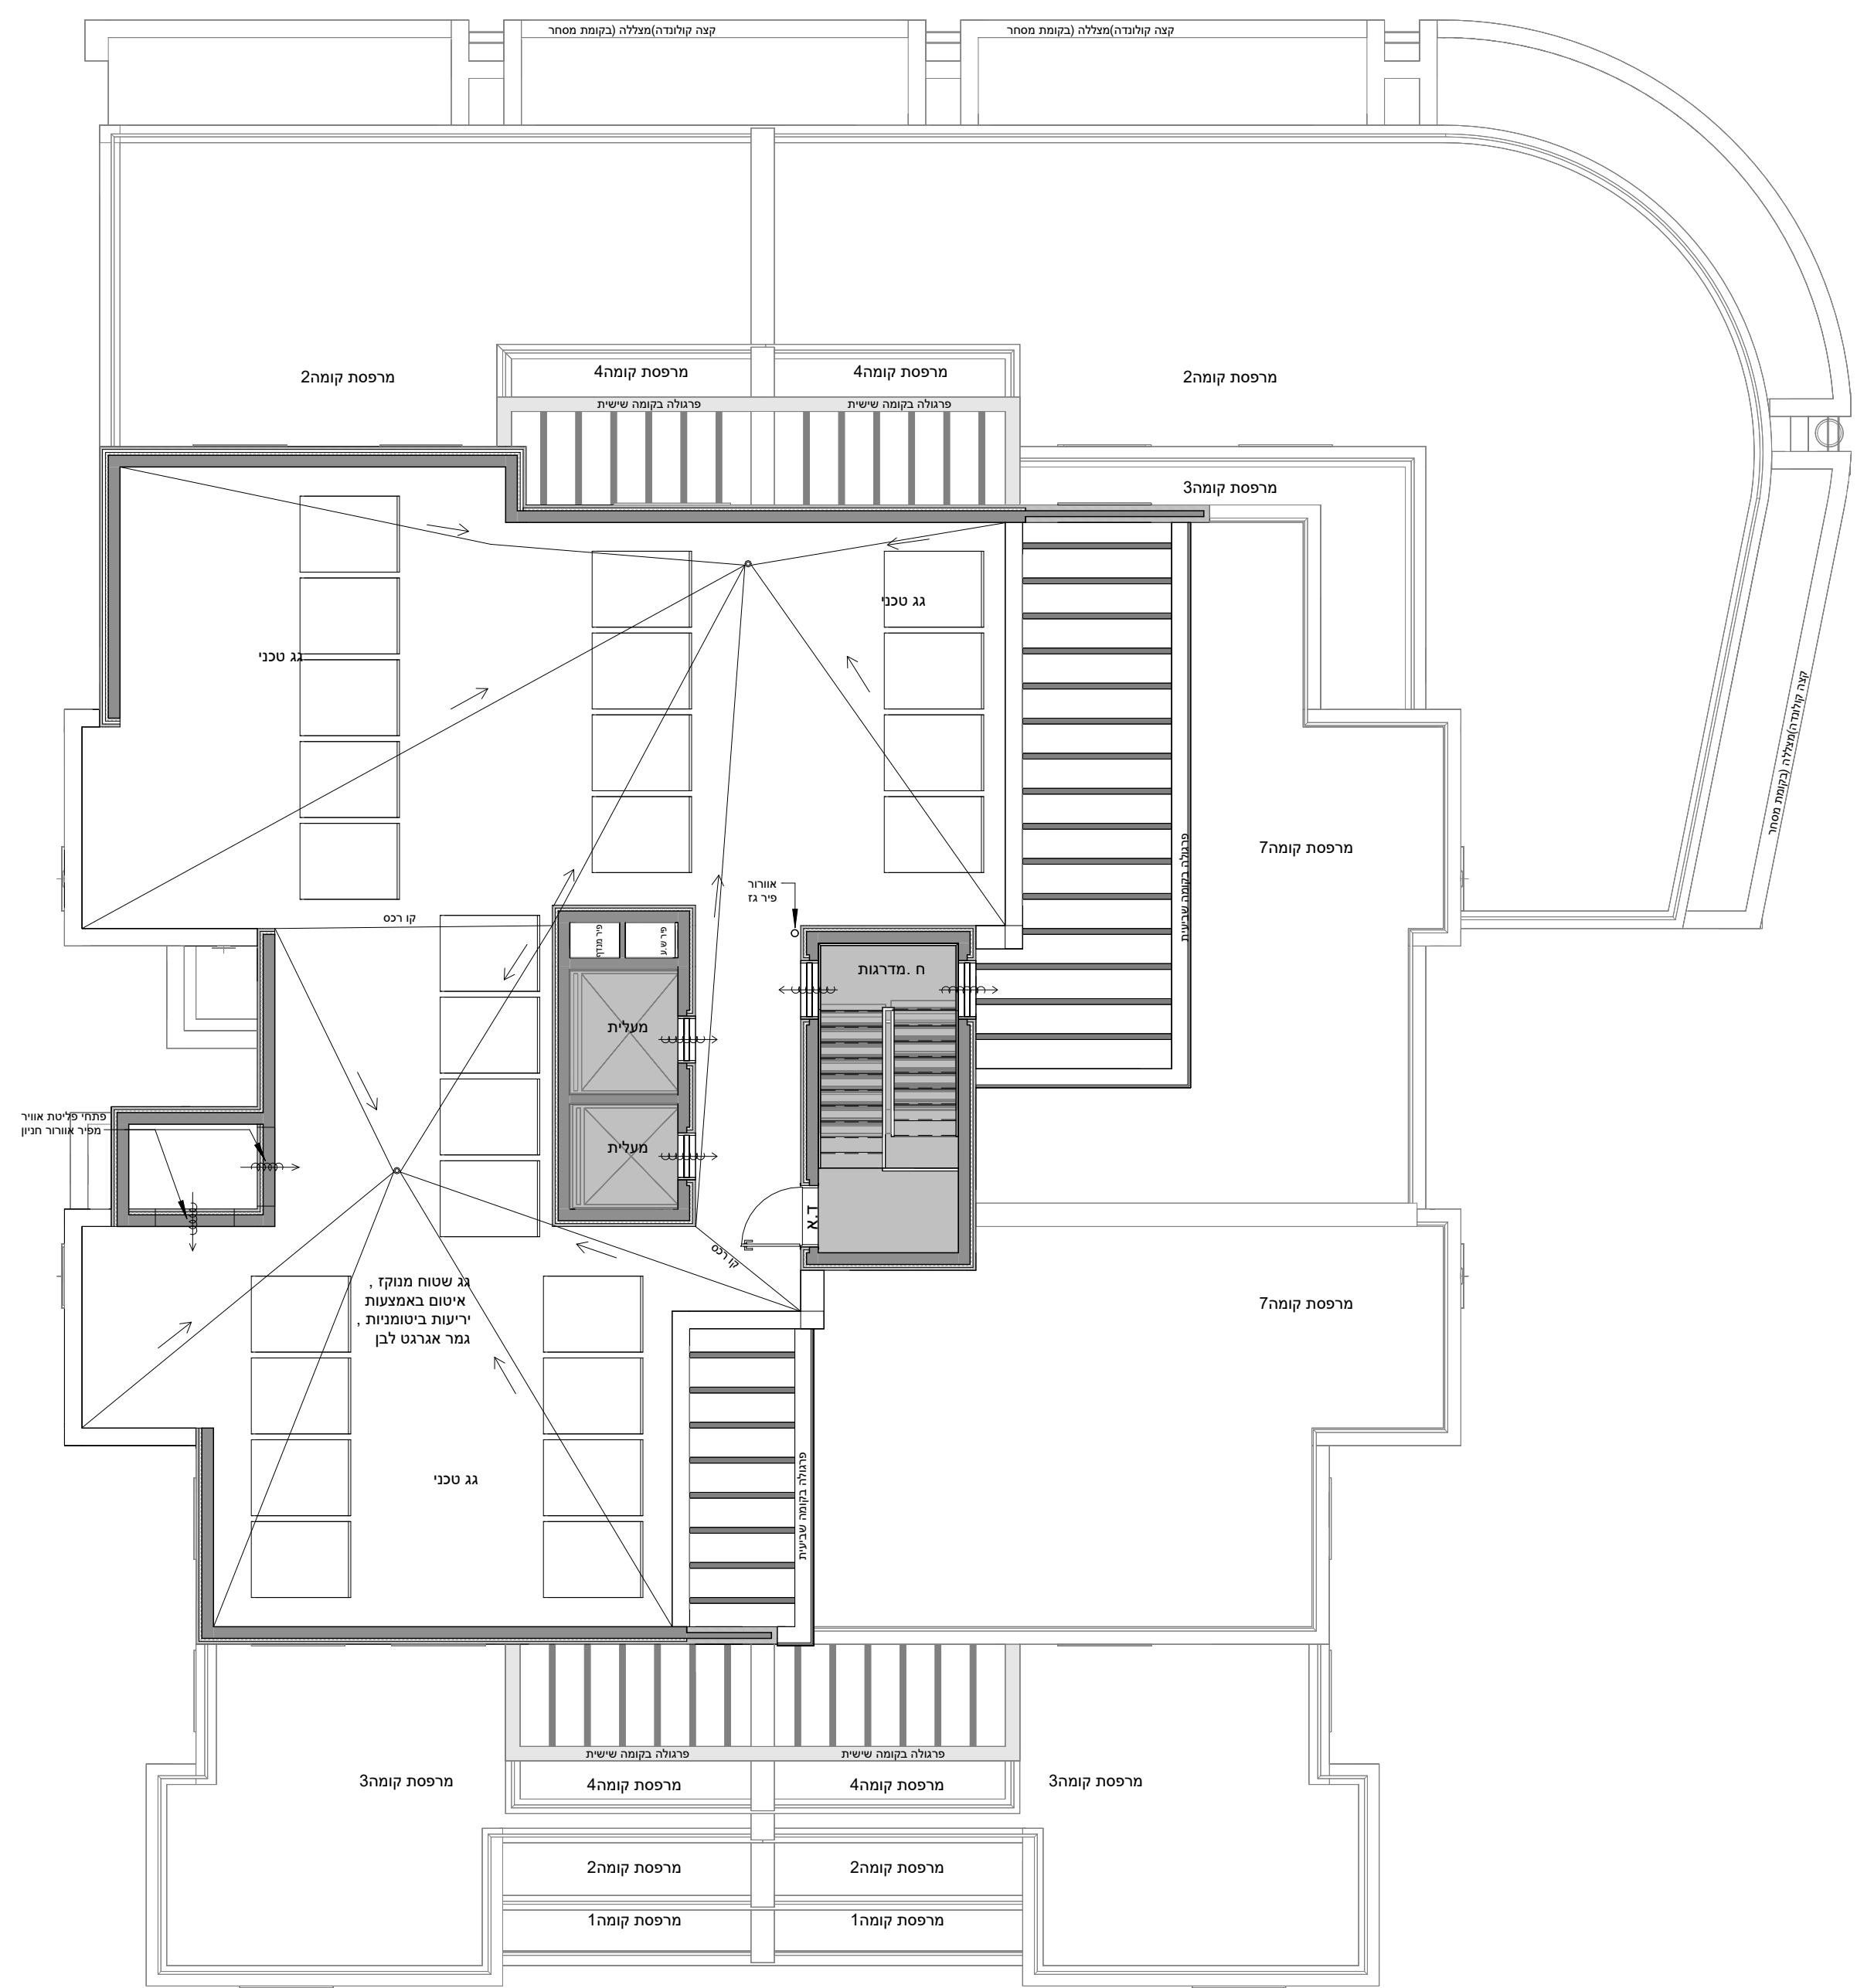 קצה קולונדה)מצללה (בקומת מסחר
קצה קולונדה)מצללה (בקומת מסחר
מרפסת קומה2
מרפסת קומה4
מרפסת קומה4
מרפסת קומה2
פרגולה בקומה שישית
פרגולה בקומה שישית
מרפסת קומה3
גג טכני
גג טכני
קצה קולונדה)מצללה (בקומת מסחר
מרפסת קומה7
פרגולה בקומה שביעית
אוורור
פיר גז
קו רכס
פיר מנדף
פיר ש.ע
ח .מדרגות
מעלית
מעלית
פתחי פליטת אוויר
מפיר אוורור חניון
ד.א
קו רכס
גג שטוח מנוקז ,
איטום באמצעות
יריעות ביטומניות ,
גמר אגרגט לבן
מרפסת קומה7
גג טכני
פרגולה בקומה שביעית
פרגולה בקומה שישית
פרגולה בקומה שישית
מרפסת קומה3
מרפסת קומה4
מרפסת קומה4
מרפסת קומה3
מרפסת קומה2
מרפסת קומה2
מרפסת קומה1
מרפסת קומה1